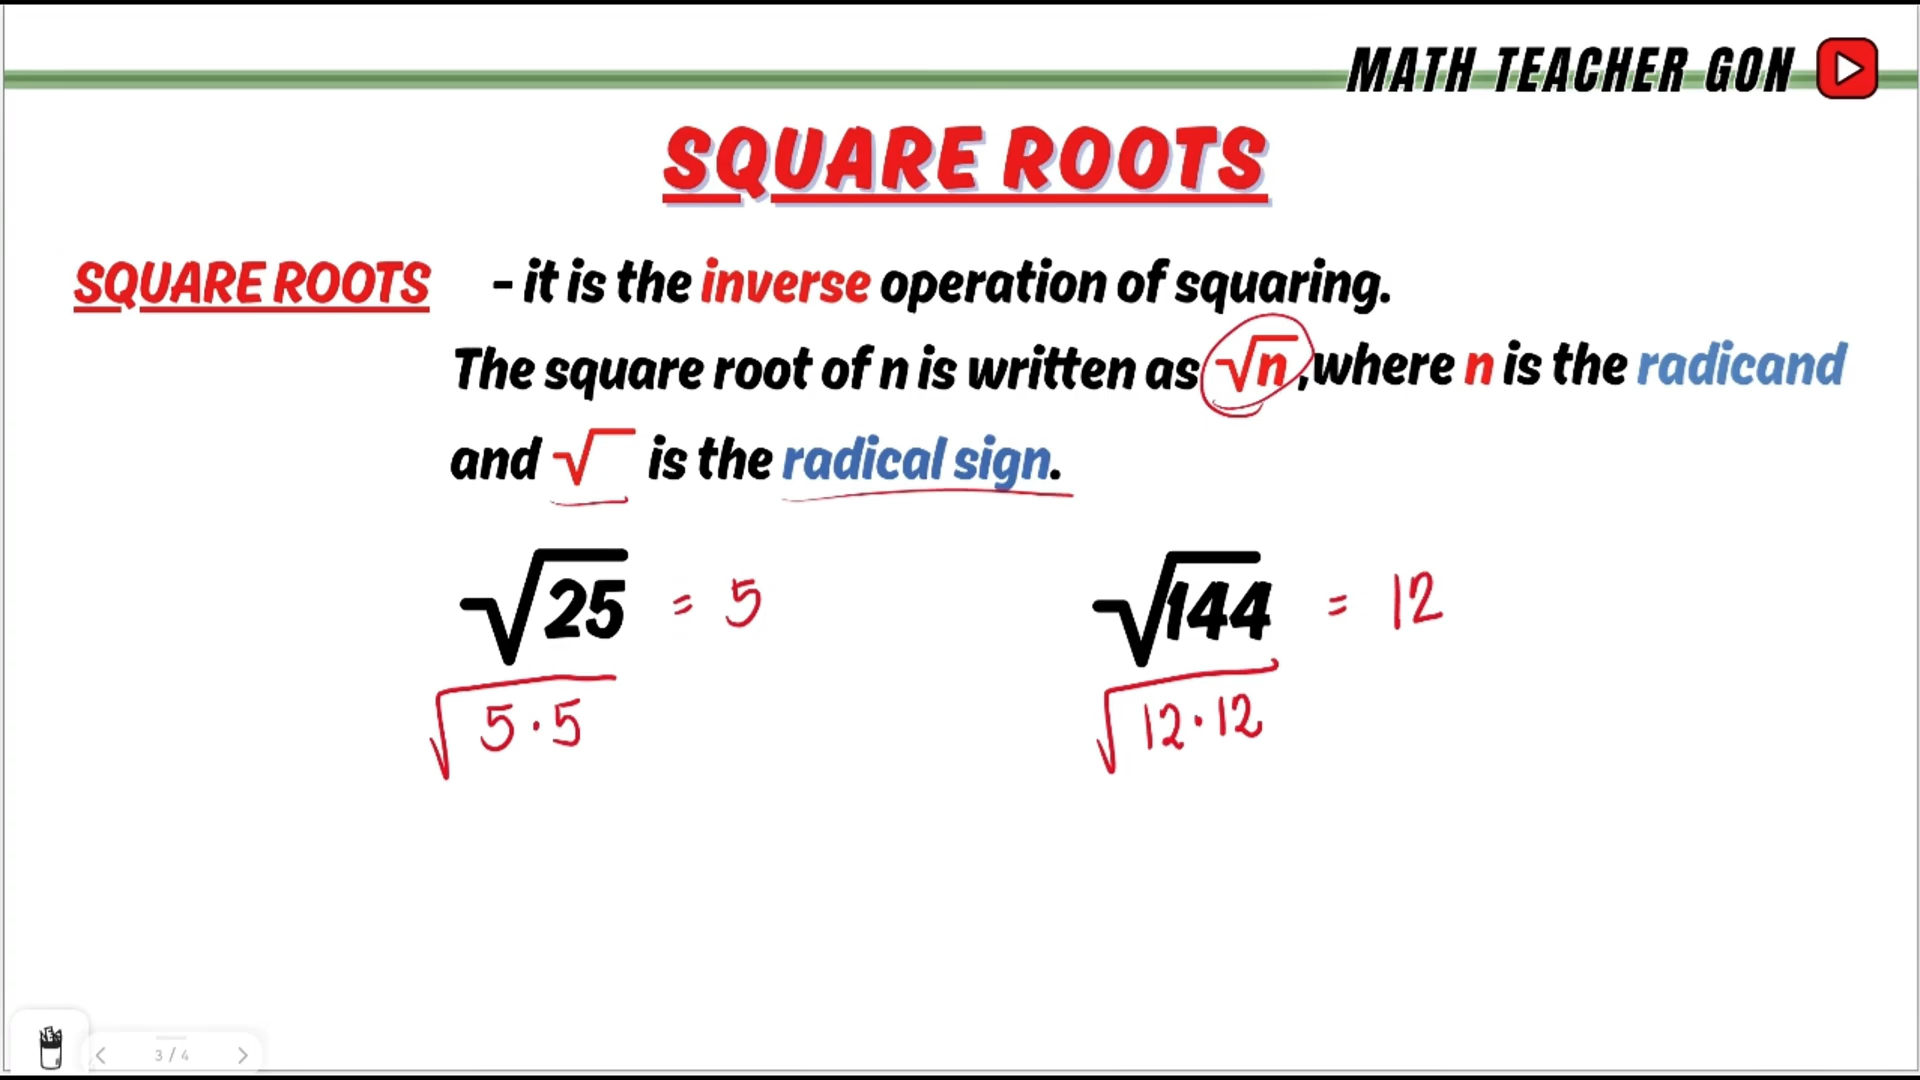 MATH TEACHER GON
SQUARE ROOTS
SQUARE ROOTS - it is the inverse operation of squaring.
The square root of n is written as √n, where n is the radicand
and √ is the radical sign.
√25 = 5 √144 = 12
√5·5 √12·12
3 / 4